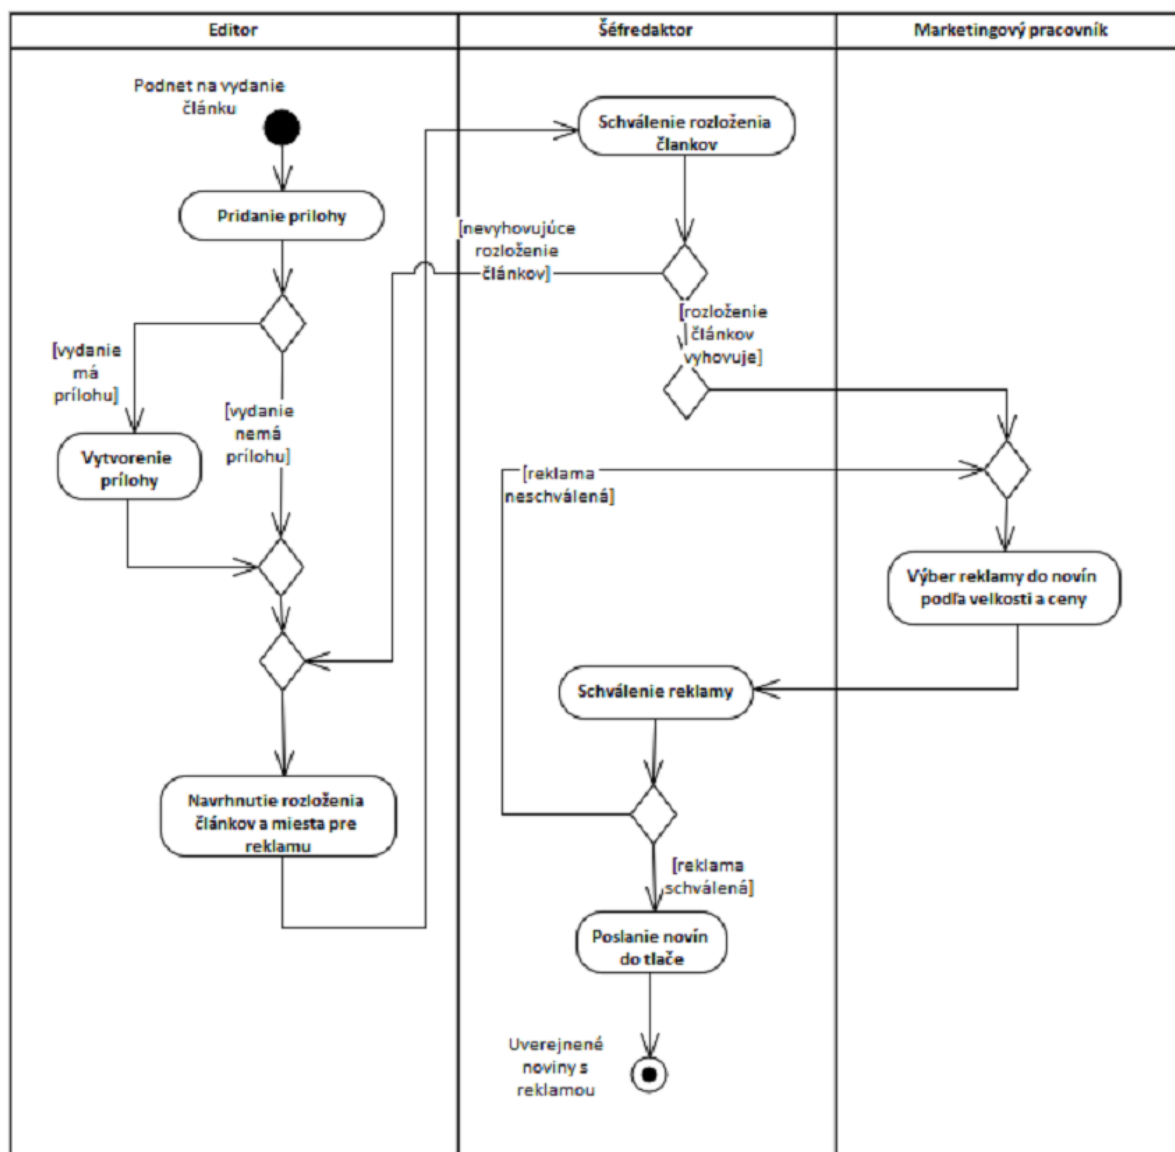 Editor
Šéfredaktor
Marketingový pracovník
Podnet na vydanie
článku
Schválenie rozloženia
člankov
Pridanie prilohy
[nevyhovujúce
rozloženie
článkov]
[rozloženie
článkov
vyhovuje]
[vydanie
má
prílohu]
[vydanie
nemá
prílohu]
Vytvorenie
prílohy
[reklama
neschválená]
Výber reklamy do novín
podľa velkosti a ceny
Schválenie reklamy
Navrhnutie rozloženia
článkov a miesta pre
reklamu
[reklama
schválená]
Poslanie novín
do tlače
Uverejnené
noviny s
reklamou